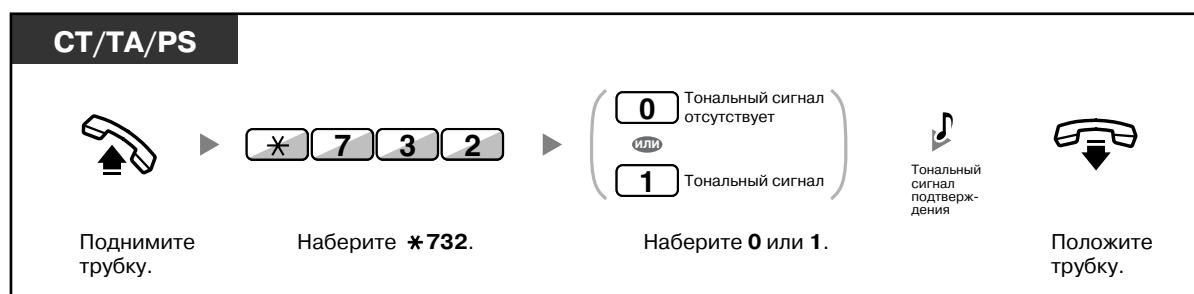 CT/TA/PS
✳ 7 3 2
0 Тональный сигнал
отсутствует
или
1 Тональный сигнал
Тональный
сигнал
подтверж-
дения
Поднимите
трубку.
Наберите ✳732.
Наберите 0 или 1.
Положите
трубку.